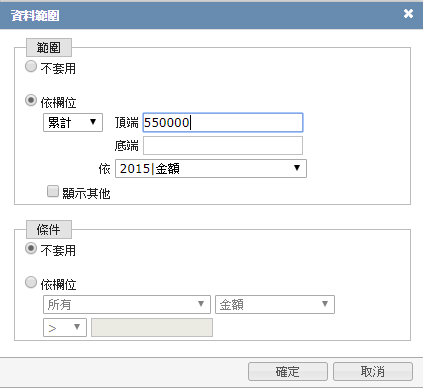 資料範圍
範圍
不套用
依欄位
累計 頂端 550000
底端
依 2015|金額
顯示其他
條件
不套用
依欄位
所有 金額
>
確定 取消